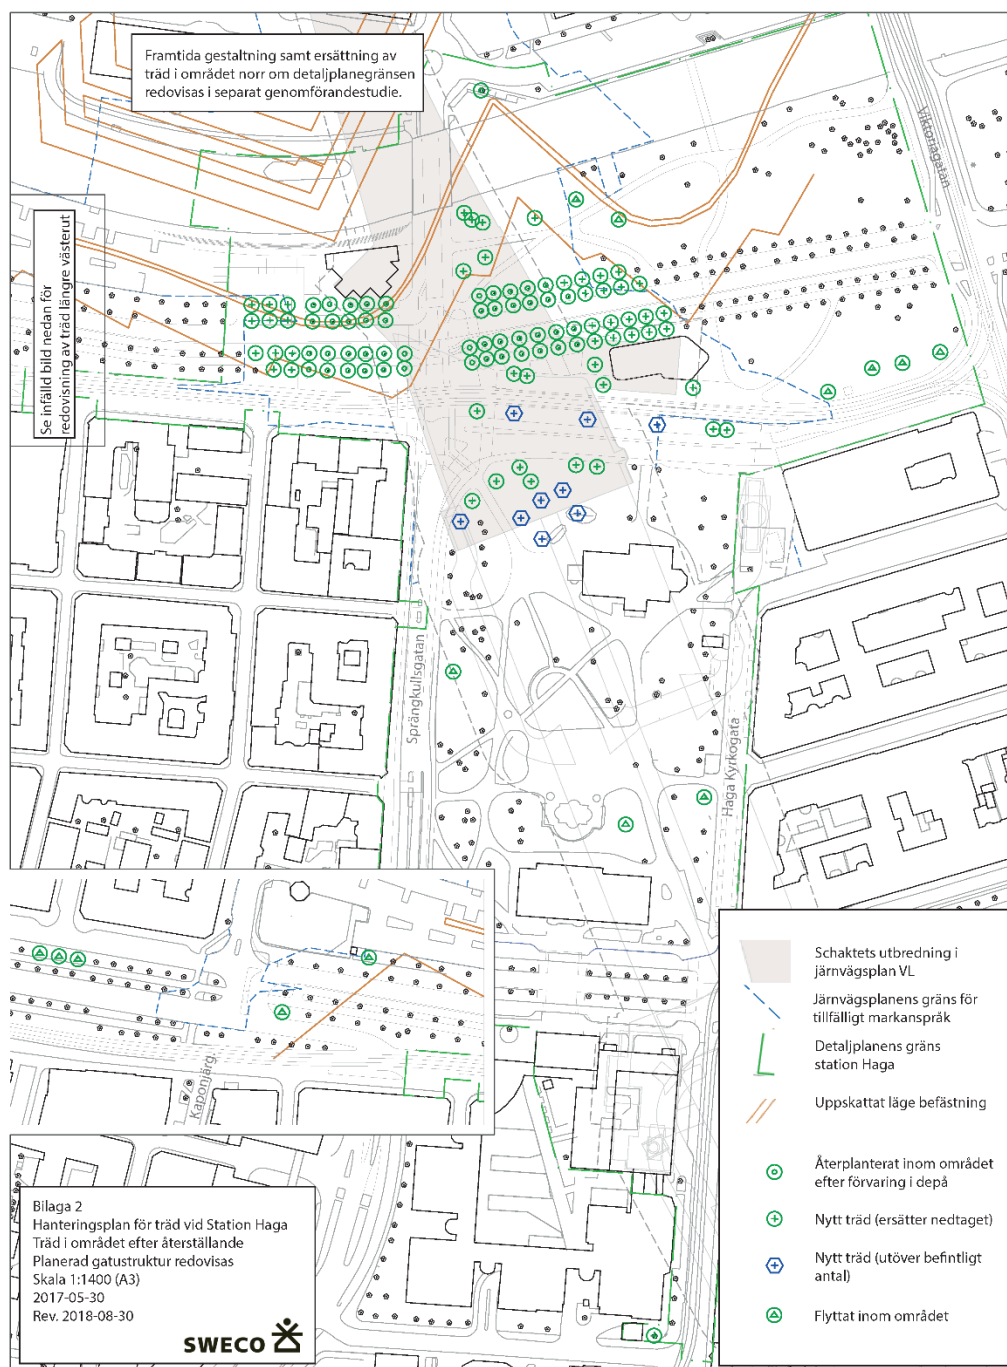 Framtida gestaltning samt ersättning av
träd i området norr om detaljplanegränsen
redovisas i separat genomförandestudie.
Viktoriagatan
Se infälld bild nedan för
redovisning av träd längre västerut
Sprängkullsgatan
Haga Kyrkogata
Kaponjärg.
Schaktets utbredning i
järnvägsplan VL
Järnvägsplanens gräns för
tillfälligt markanspråk
Detaljplanens gräns
station Haga
Uppskattat läge befästning
Återplanterat inom området
efter förvaring i depå
Nytt träd (ersätter nedtaget)
Nytt träd (utöver befintligt
antal)
Flyttat inom området
Bilaga 2
Hanteringsplan för träd vid Station Haga
Träd i området efter återställande
Planerad gatustruktur redovisas
Skala 1:1400 (A3)
2017-05-30
Rev. 2018-08-30
SWECO